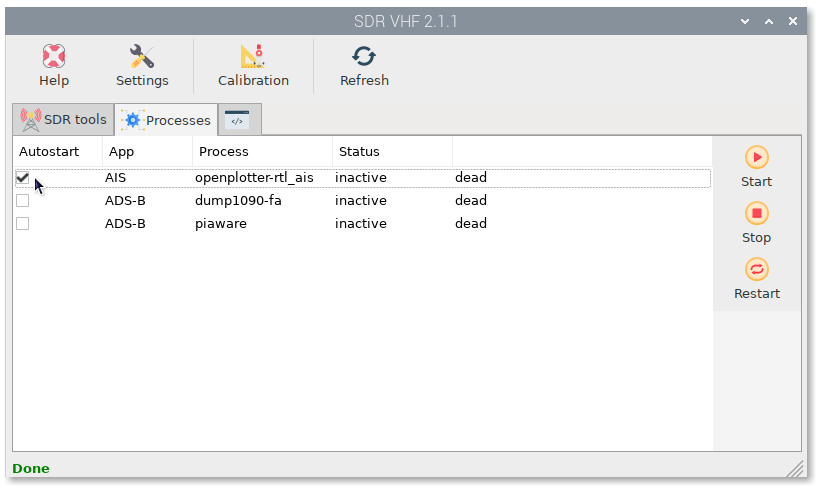 SDR VHF 2.1.1
Help Settings Calibration Refresh
SDR tools Processes </>
Autostart App Process Status
AIS openplotter-rtl_ais inactive dead
ADS-B dump1090-fa inactive dead
ADS-B piaware inactive dead
Start
Stop
Restart
Done